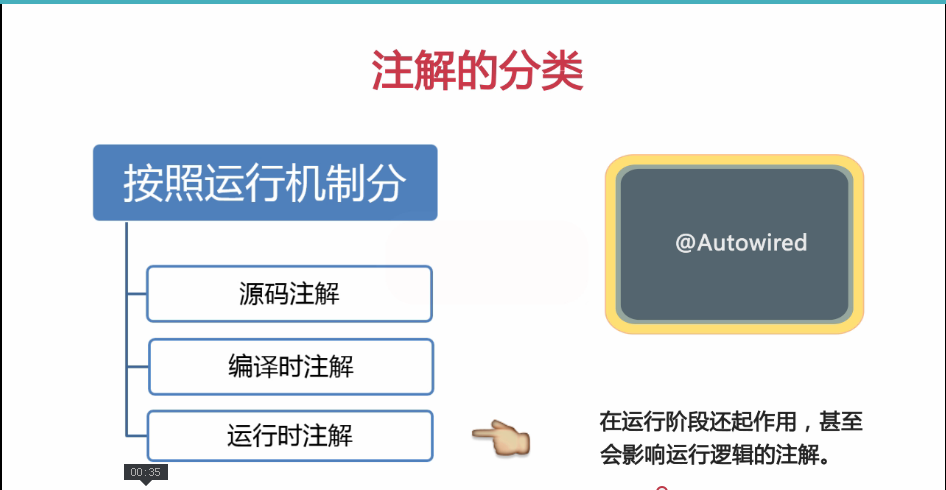 注解的分类
按照运行机制分
源码注解
编译时注解
运行时注解
@Autowired
在运行阶段还起作用，甚至
会影响运行逻辑的注解。
00:35